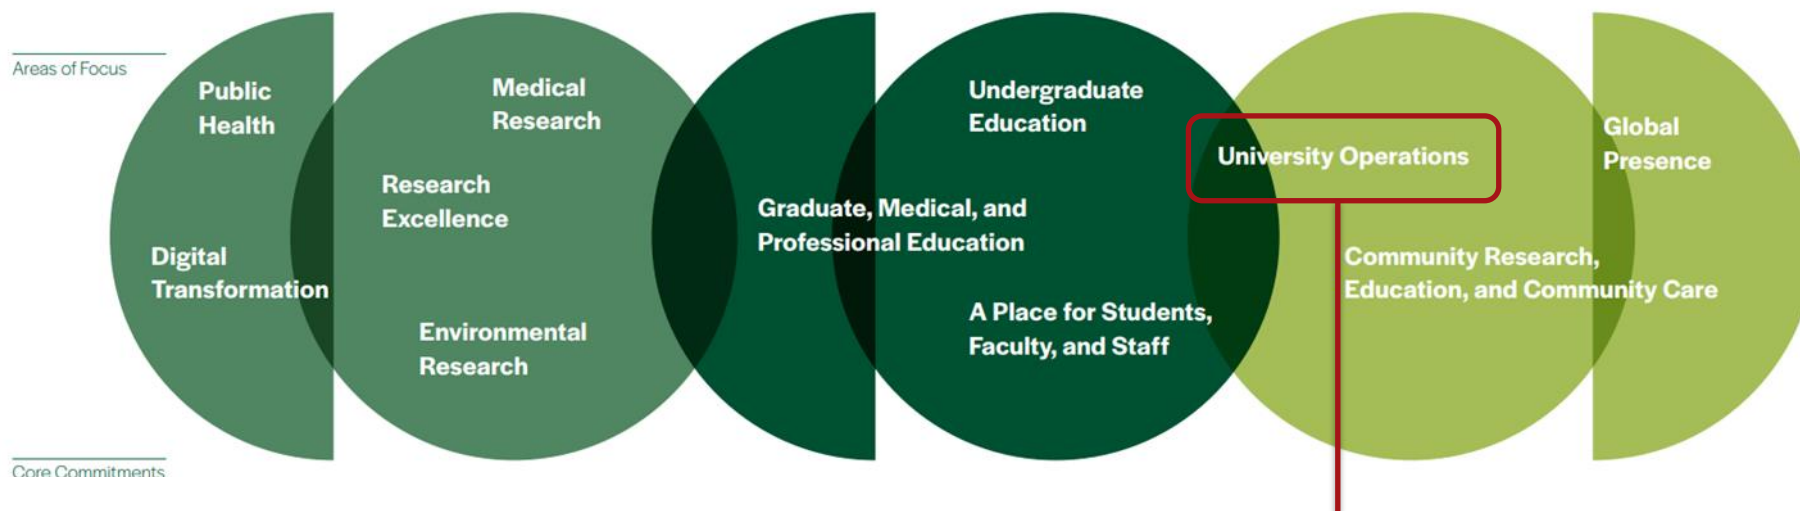 Areas of Focus
Public
Health
Digital
Transformation
Medical
Research
Research
Excellence
Environmental
Research
Graduate, Medical, and
Professional Education
Undergraduate
Education
A Place for Students,
Faculty, and Staff
University Operations
Community Research,
Education, and Community Care
Global
Presence
Core Commitments